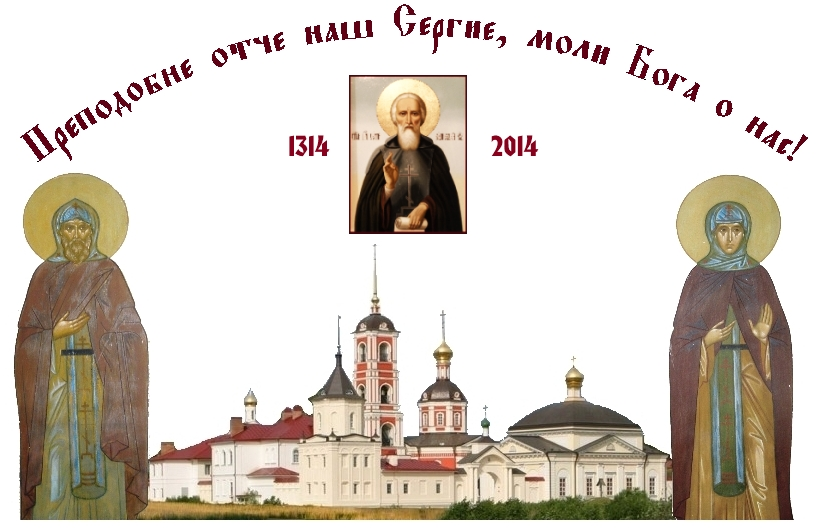 Преподобне отче наш Сергие, моли Бога о нас!
1314 2014